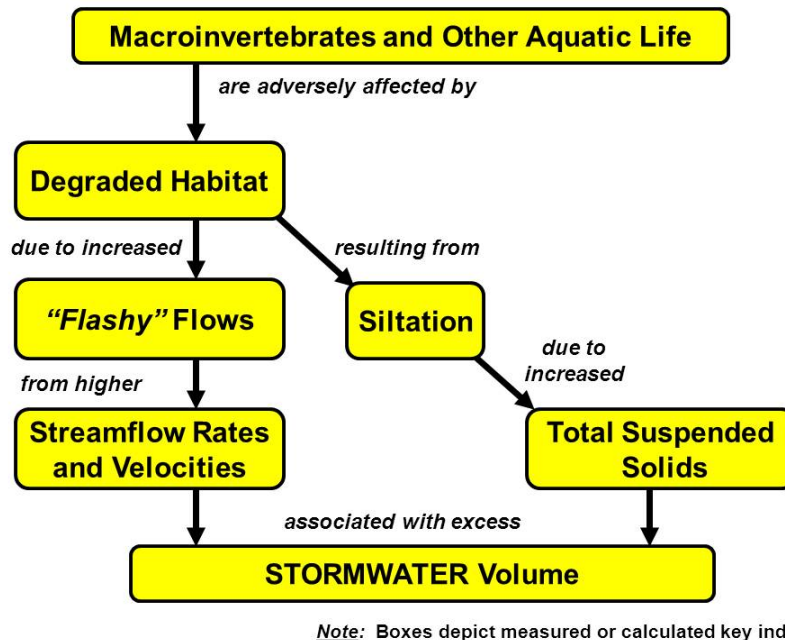 Macroinvertebrates and Other Aquatic Life
are adversely affected by
Degraded Habitat
due to increased
resulting from
“Flashy” Flows
Siltation
from higher
due to
increased
Streamflow Rates
and Velocities
Total Suspended
Solids
associated with excess
STORMWATER Volume
Note: Boxes depict measured or calculated key ind